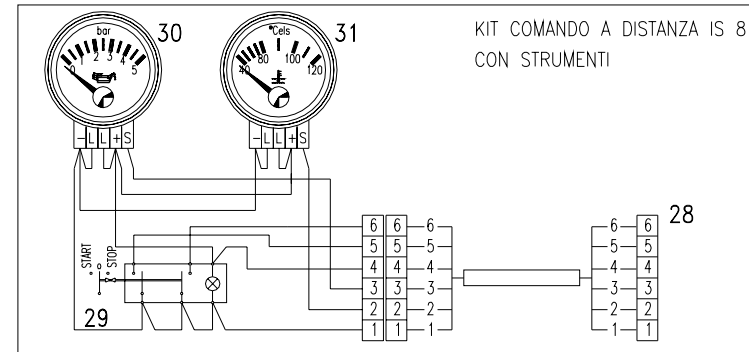 30
31
KIT COMANDO A DISTANZA IS 8
CON STRUMENTI
bar
0 1 2 3 4 5
°Cels
40 80 100 120
- L L + S
- L L + S
28
6 6 6 6 6
5 5 5 5 5
4 4 4 4 4
3 3 3 3 3
2 2 2 2 2
1 1 1 1 1
START
0
STOP
29